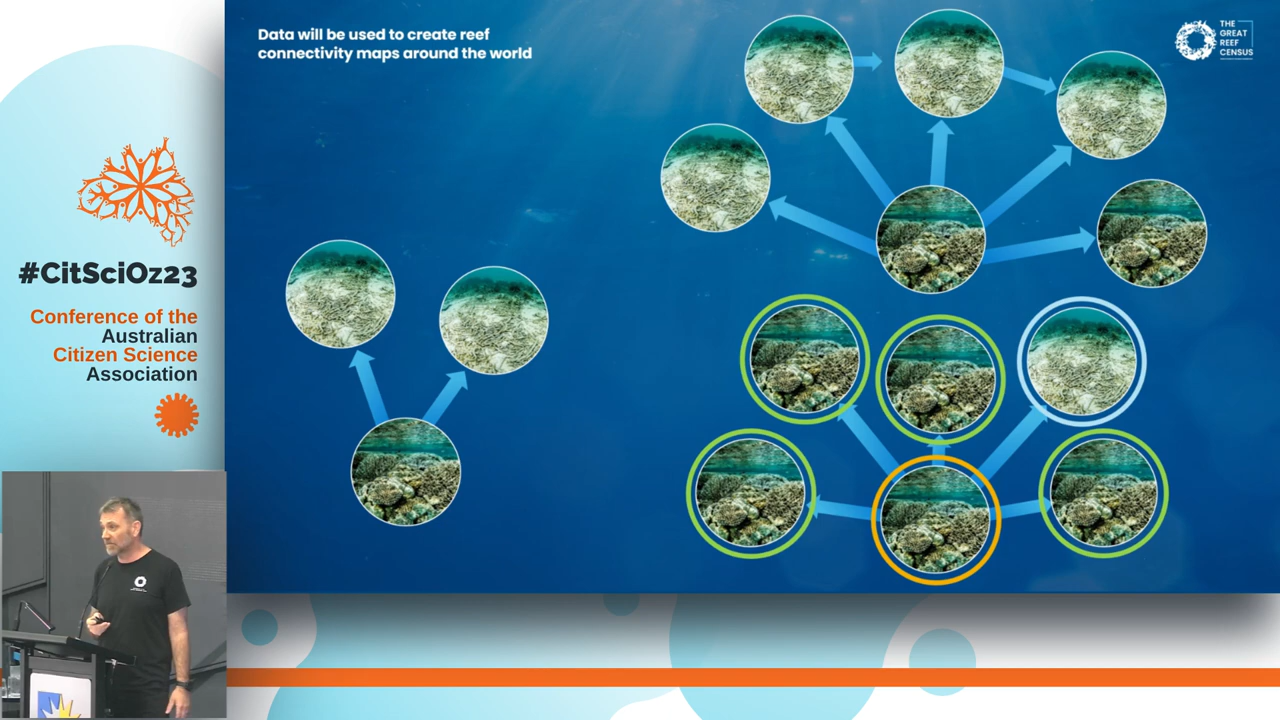 Data will be used to create reef
connectivity maps around the world
THE
GREAT
REEF
CENSUS
#CitSciOz23
Conference of the
Australian
Citizen Science
Association